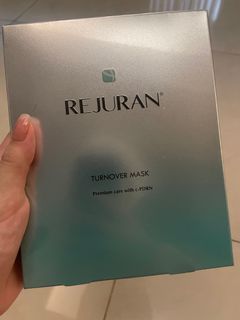 REJURAN®
TURNOVER MASK
Premium care with c-PDRN